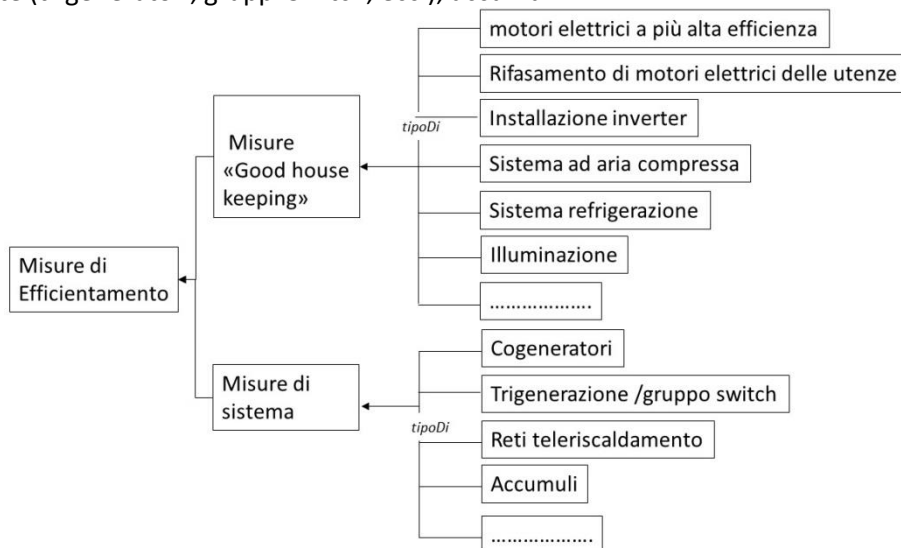 motori elettrici a più alta efficienza
Rifasamento di motori elettrici delle utenze
Installazione inverter
tipoDi
Misure
«Good house
keeping»
Sistema ad aria compressa
Sistema refrigerazione
Illuminazione
……………….
Misure di
Efficientamento
Cogeneratori
Misure di
sistema
Trigenerazione /gruppo switch
tipoDi
Reti teleriscaldamento
Accumuli
……………….